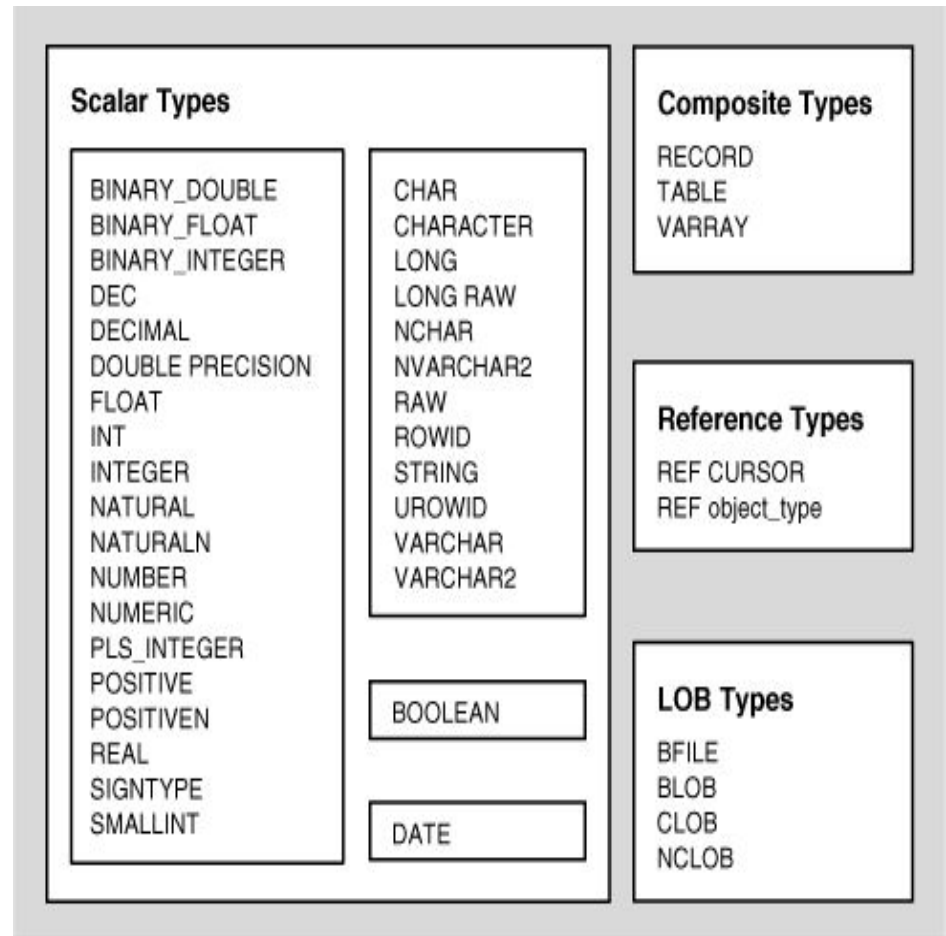 Scalar Types
BINARY_DOUBLE
BINARY_FLOAT
BINARY_INTEGER
DEC
DECIMAL
DOUBLE PRECISION
FLOAT
INT
INTEGER
NATURAL
NATURALN
NUMBER
NUMERIC
PLS_INTEGER
POSITIVE
POSITIVEN
REAL
SIGNTYPE
SMALLINT
CHAR
CHARACTER
LONG
LONG RAW
NCHAR
NVARCHAR2
RAW
ROWID
STRING
UROWID
VARCHAR
VARCHAR2
BOOLEAN
DATE
Composite Types
RECORD
TABLE
VARRAY
Reference Types
REF CURSOR
REF object_type
LOB Types
BFILE
BLOB
CLOB
NCLOB